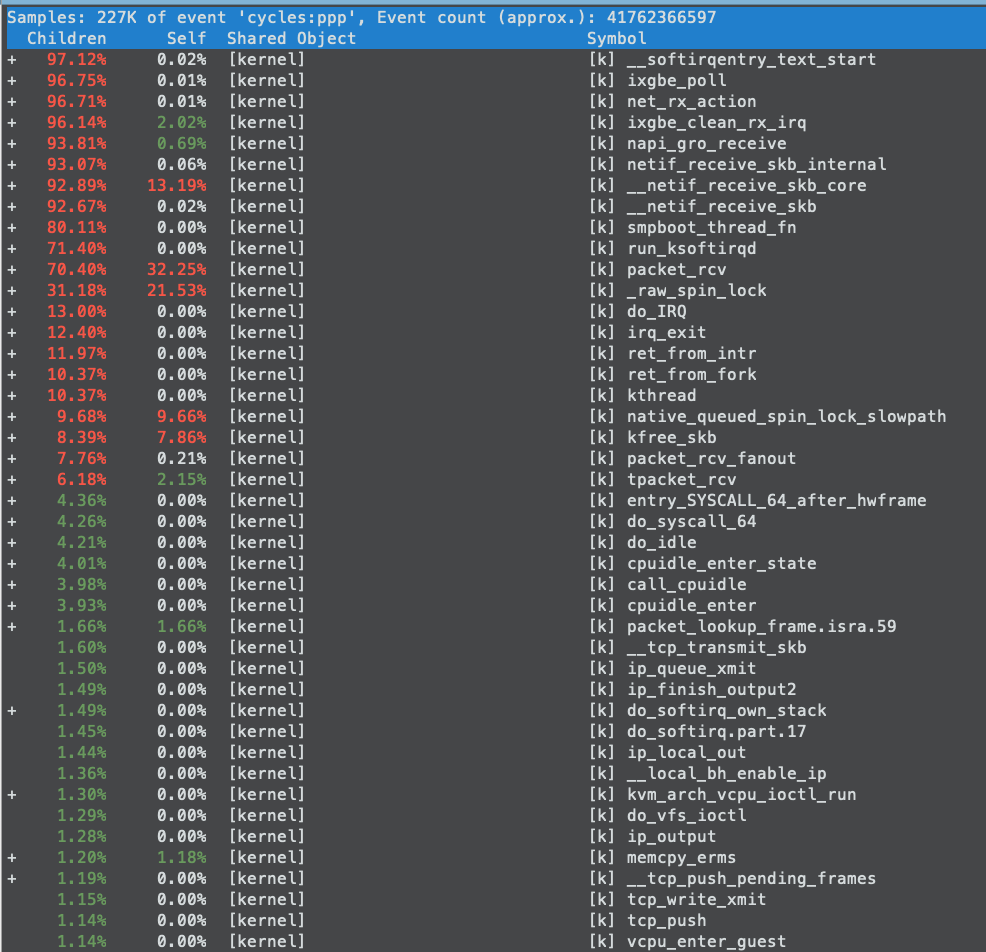 Samples: 227K of event 'cycles:ppp', Event count (approx.): 41762366597
Children Self Shared Object Symbol
+ 97.12% 0.02% [kernel] [k] __softirqentry_text_start
+ 96.75% 0.01% [kernel] [k] ixgbe_poll
+ 96.71% 0.01% [kernel] [k] net_rx_action
+ 96.14% 2.02% [kernel] [k] ixgbe_clean_rx_irq
+ 93.81% 0.69% [kernel] [k] napi_gro_receive
+ 93.07% 0.06% [kernel] [k] netif_receive_skb_internal
+ 92.89% 13.19% [kernel] [k] __netif_receive_skb_core
+ 92.67% 0.02% [kernel] [k] __netif_receive_skb
+ 80.11% 0.00% [kernel] [k] smpboot_thread_fn
+ 71.40% 0.00% [kernel] [k] run_ksoftirqd
+ 70.40% 32.25% [kernel] [k] packet_rcv
+ 31.18% 21.53% [kernel] [k] _raw_spin_lock
+ 13.00% 0.00% [kernel] [k] do_IRQ
+ 12.40% 0.00% [kernel] [k] irq_exit
+ 11.97% 0.00% [kernel] [k] ret_from_intr
+ 10.37% 0.00% [kernel] [k] ret_from_fork
+ 10.37% 0.00% [kernel] [k] kthread
+ 9.68% 9.66% [kernel] [k] native_queued_spin_lock_slowpath
+ 8.39% 7.86% [kernel] [k] kfree_skb
+ 7.76% 0.21% [kernel] [k] packet_rcv_fanout
+ 6.18% 2.15% [kernel] [k] tpacket_rcv
+ 4.36% 0.00% [kernel] [k] entry_SYSCALL_64_after_hwframe
+ 4.26% 0.00% [kernel] [k] do_syscall_64
+ 4.21% 0.00% [kernel] [k] do_idle
+ 4.01% 0.00% [kernel] [k] cpuidle_enter_state
+ 3.98% 0.00% [kernel] [k] call_cpuidle
+ 3.93% 0.00% [kernel] [k] cpuidle_enter
+ 1.66% 1.66% [kernel] [k] packet_lookup_frame.isra.59
1.60% 0.00% [kernel] [k] __tcp_transmit_skb
1.50% 0.00% [kernel] [k] ip_queue_xmit
1.49% 0.00% [kernel] [k] ip_finish_output2
+ 1.49% 0.00% [kernel] [k] do_softirq_own_stack
1.45% 0.00% [kernel] [k] do_softirq.part.17
1.44% 0.00% [kernel] [k] ip_local_out
1.36% 0.00% [kernel] [k] __local_bh_enable_ip
+ 1.30% 0.00% [kernel] [k] kvm_arch_vcpu_ioctl_run
1.29% 0.00% [kernel] [k] do_vfs_ioctl
1.28% 0.00% [kernel] [k] ip_output
+ 1.20% 1.18% [kernel] [k] memcpy_erms
+ 1.19% 0.00% [kernel] [k] __tcp_push_pending_frames
1.15% 0.00% [kernel] [k] tcp_write_xmit
1.14% 0.00% [kernel] [k] tcp_push
1.14% 0.00% [kernel] [k] vcpu_enter_guest